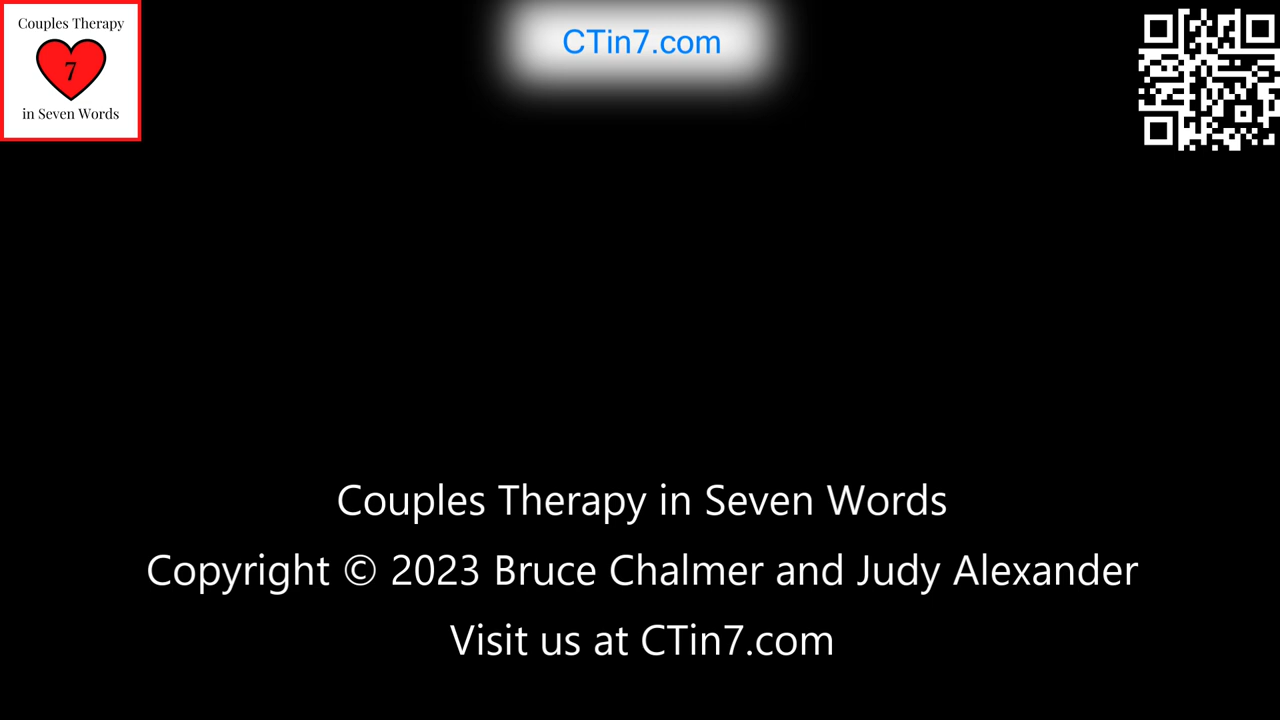 Couples Therapy
7
in Seven Words
CTin7.com
Couples Therapy in Seven Words
Copyright © 2023 Bruce Chalmer and Judy Alexander
Visit us at CTin7.com